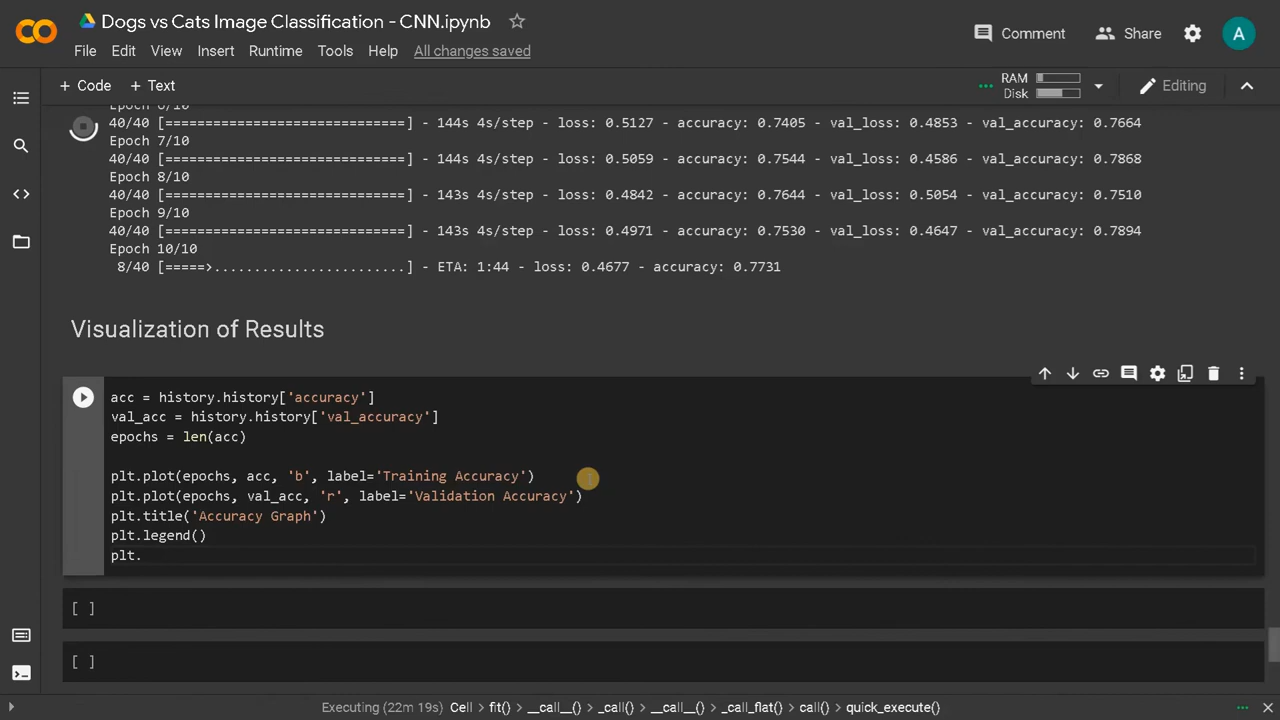 Dogs vs Cats Image Classification - CNN.ipynb
File Edit View Insert Runtime Tools Help All changes saved
Comment Share A
+ Code + Text
RAM
Disk
Editing
Epoch 6/10
40/40 [==============================] - 144s 4s/step - loss: 0.5127 - accuracy: 0.7405 - val_loss: 0.4853 - val_accuracy: 0.7664
Epoch 7/10
40/40 [==============================] - 144s 4s/step - loss: 0.5059 - accuracy: 0.7544 - val_loss: 0.4586 - val_accuracy: 0.7868
Epoch 8/10
40/40 [==============================] - 143s 4s/step - loss: 0.4842 - accuracy: 0.7644 - val_loss: 0.5054 - val_accuracy: 0.7510
Epoch 9/10
40/40 [==============================] - 143s 4s/step - loss: 0.4971 - accuracy: 0.7530 - val_loss: 0.4647 - val_accuracy: 0.7894
Epoch 10/10
8/40 [=====>........................] - ETA: 1:44 - loss: 0.4677 - accuracy: 0.7731
Visualization of Results
acc = history.history['accuracy']
val_acc = history.history['val_accuracy']
epochs = len(acc)
plt.plot(epochs, acc, 'b', label='Training Accuracy')
plt.plot(epochs, val_acc, 'r', label='Validation Accuracy')
plt.title('Accuracy Graph')
plt.legend()
plt.
[ ]
[ ]
Executing (22m 19s) Cell > fit() > __call__() > _call() > __call__() > _call_flat() > call() > quick_execute()